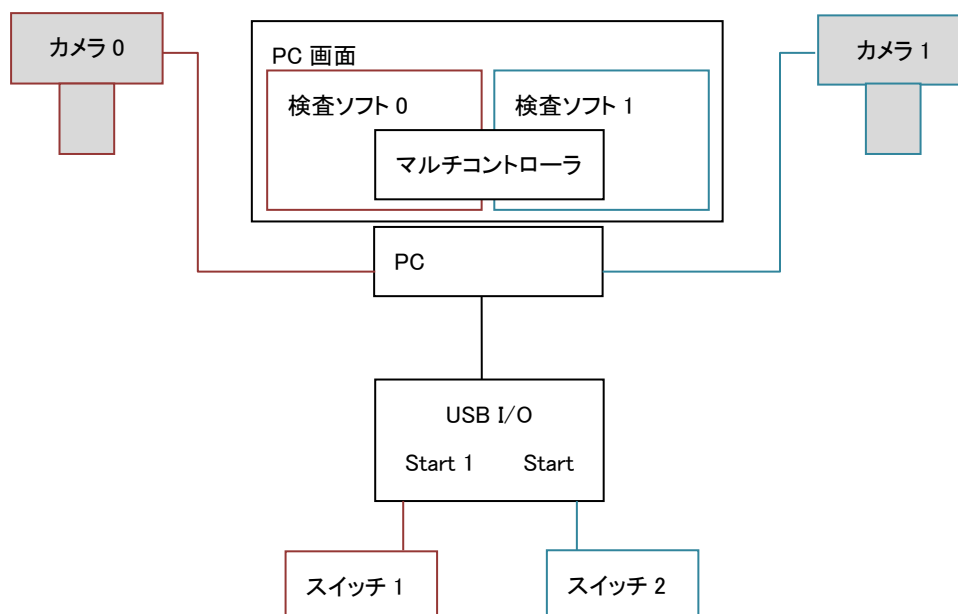 カメラ 0
PC 画面
カメラ 1
検査ソフト 0
検査ソフト 1
マルチコントローラ
PC
USB I/O
Start 1
Start
スイッチ 1
スイッチ 2